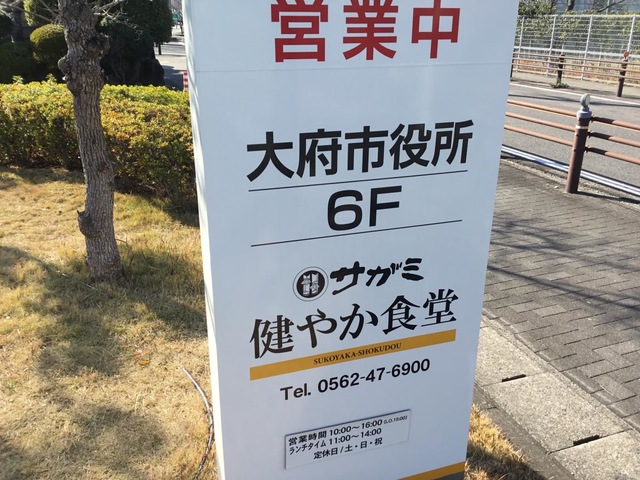 営業中
大府市役所
6F
サガミ
健やか食堂
SUKOYAKA-SHOKUDOU
Tel. 0562-47-6900
営業時間 10:00～16:00 (L.O.15:00)
ランチタイム 11:00～14:00
定休日 / 土・日・祝